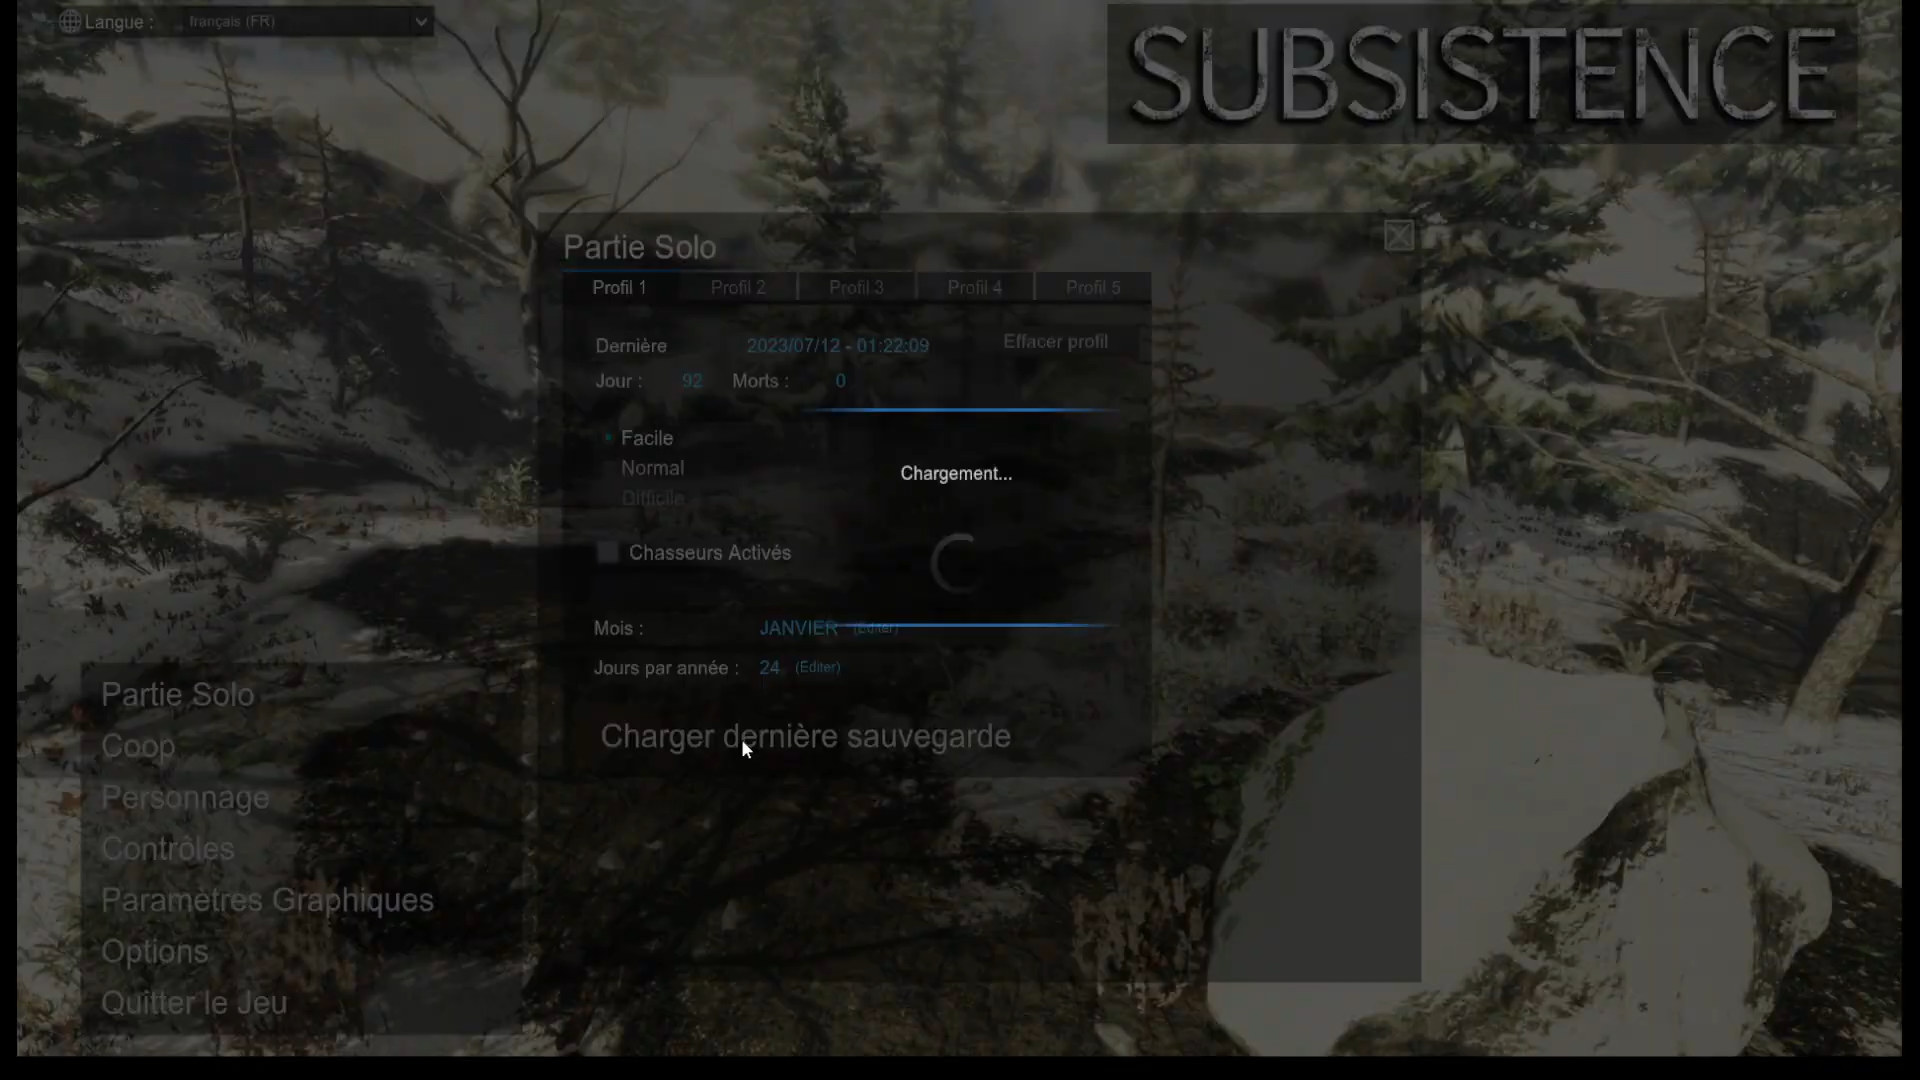 Langue : français (FR)
SUBSISTENCE
Partie Solo
Profil 1 Profil 2 Profil 3 Profil 4 Profil 5
Dernière 2023/07/12 - 01:22:09 Effacer profil
Jour : 92 Morts : 0
Facile
Normal
Difficile
Chargement...
Chasseurs Activés
Mois : JANVIER (Editer)
Jours par année : 24 (Editer)
Charger dernière sauvegarde
Partie Solo
Coop
Personnage
Contrôles
Paramètres Graphiques
Options
Quitter le Jeu